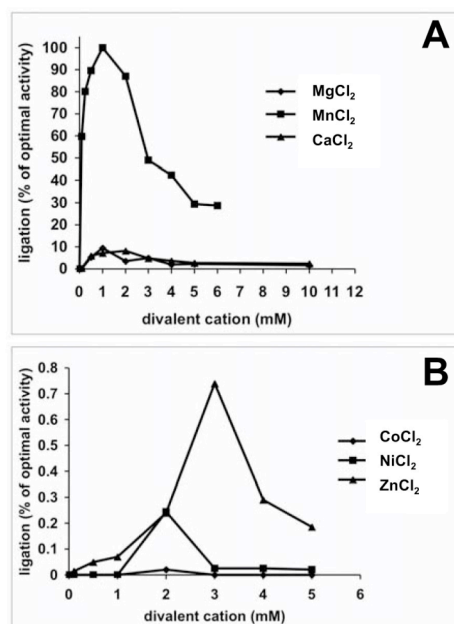 A
ligation (% of optimal activity)
100
90
80
70
60
50
40
30
20
10
0
0 1 2 3 4 5 6 7 8 9 10 11 12
divalent cation (mM)
MgCl2
MnCl2
CaCl2
B
ligation (% of optimal activity)
0.8
0.7
0.6
0.5
0.4
0.3
0.2
0.1
0
0 1 2 3 4 5 6
divalent cation (mM)
CoCl2
NiCl2
ZnCl2